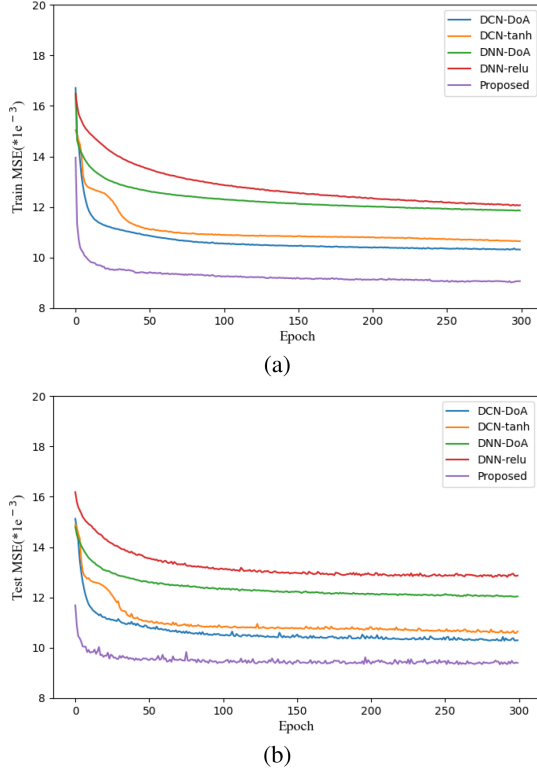 20
18
16
14
12
10
8
Train MSE(*1e⁻³)
DCN-DoA
DCN-tanh
DNN-DoA
DNN-relu
Proposed
0 50 100 150 200 250 300
Epoch
(a)
20
18
16
14
12
10
8
Test MSE(*1e⁻³)
DCN-DoA
DCN-tanh
DNN-DoA
DNN-relu
Proposed
0 50 100 150 200 250 300
Epoch
(b)